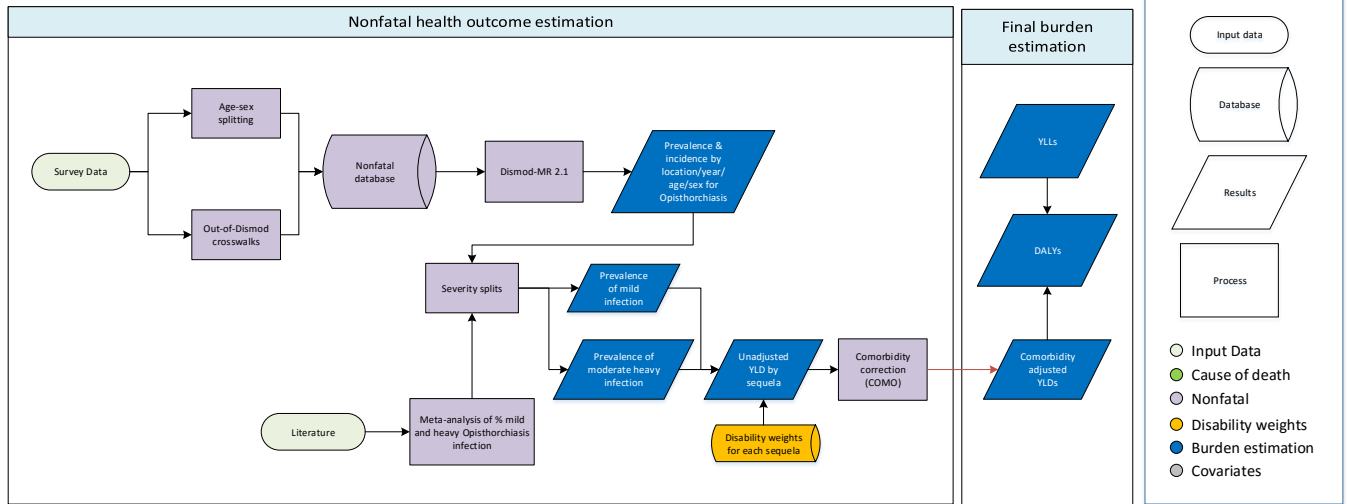 Nonfatal health outcome estimation
Final burden
estimation
Input data
Database
Results
Process
Input Data
Cause of death
Nonfatal
Disability weights
Burden estimation
Covariates
Survey Data
Age-sex
splitting
Out-of-Dismod
crosswalks
Nonfatal
database
Dismod-MR 2.1
Prevalence &
incidence by
location/year/
age/sex for
Opisthorchiasis
Severity splits
Prevalence
of mild
infection
Prevalence of
moderate heavy
infection
Literature
Meta-analysis of % mild
and heavy Opisthorchiasis
infection
Unadjusted
YLD by
sequela
Disability weights
for each sequela
Comorbidity
correction
(COMO)
YLLs
DALYs
Comorbidity
adjusted
YLDs